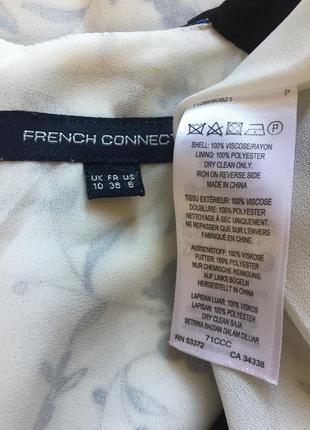 FRENCH CONNECT
UK FR US
10 38 6
P
SHELL: 100% VISCOSE/RAYON
LINING: 100% POLYESTER
DRY CLEAN ONLY
IRON ON REVERSE SIDE
MADE IN CHINA
TISSU EXTÉRIEUR: 100% VISCOSE
DOUBLURE: 100% POLYESTER
NETTOYAGE À SEC UNIQUEMENT
NE REPASSER QUE SUR L'ENVERS
FABRIQUÉ EN CHINE
AUSSENSTOFF: 100% VISKOSE
FUTTER: 100% POLYESTER
NUR CHEMISCHE REINIGUNG
AUF LINKS BÜGELN
HERGESTELLT IN CHINA
LAPISAN LUAR: 100% VISKOS
LAPISAN: 100% POLYESTER
DRY CLEAN SAJA
SETRIKA BAGIAN DALAM DILUAR
71CCC
RN 53372 CA 34338